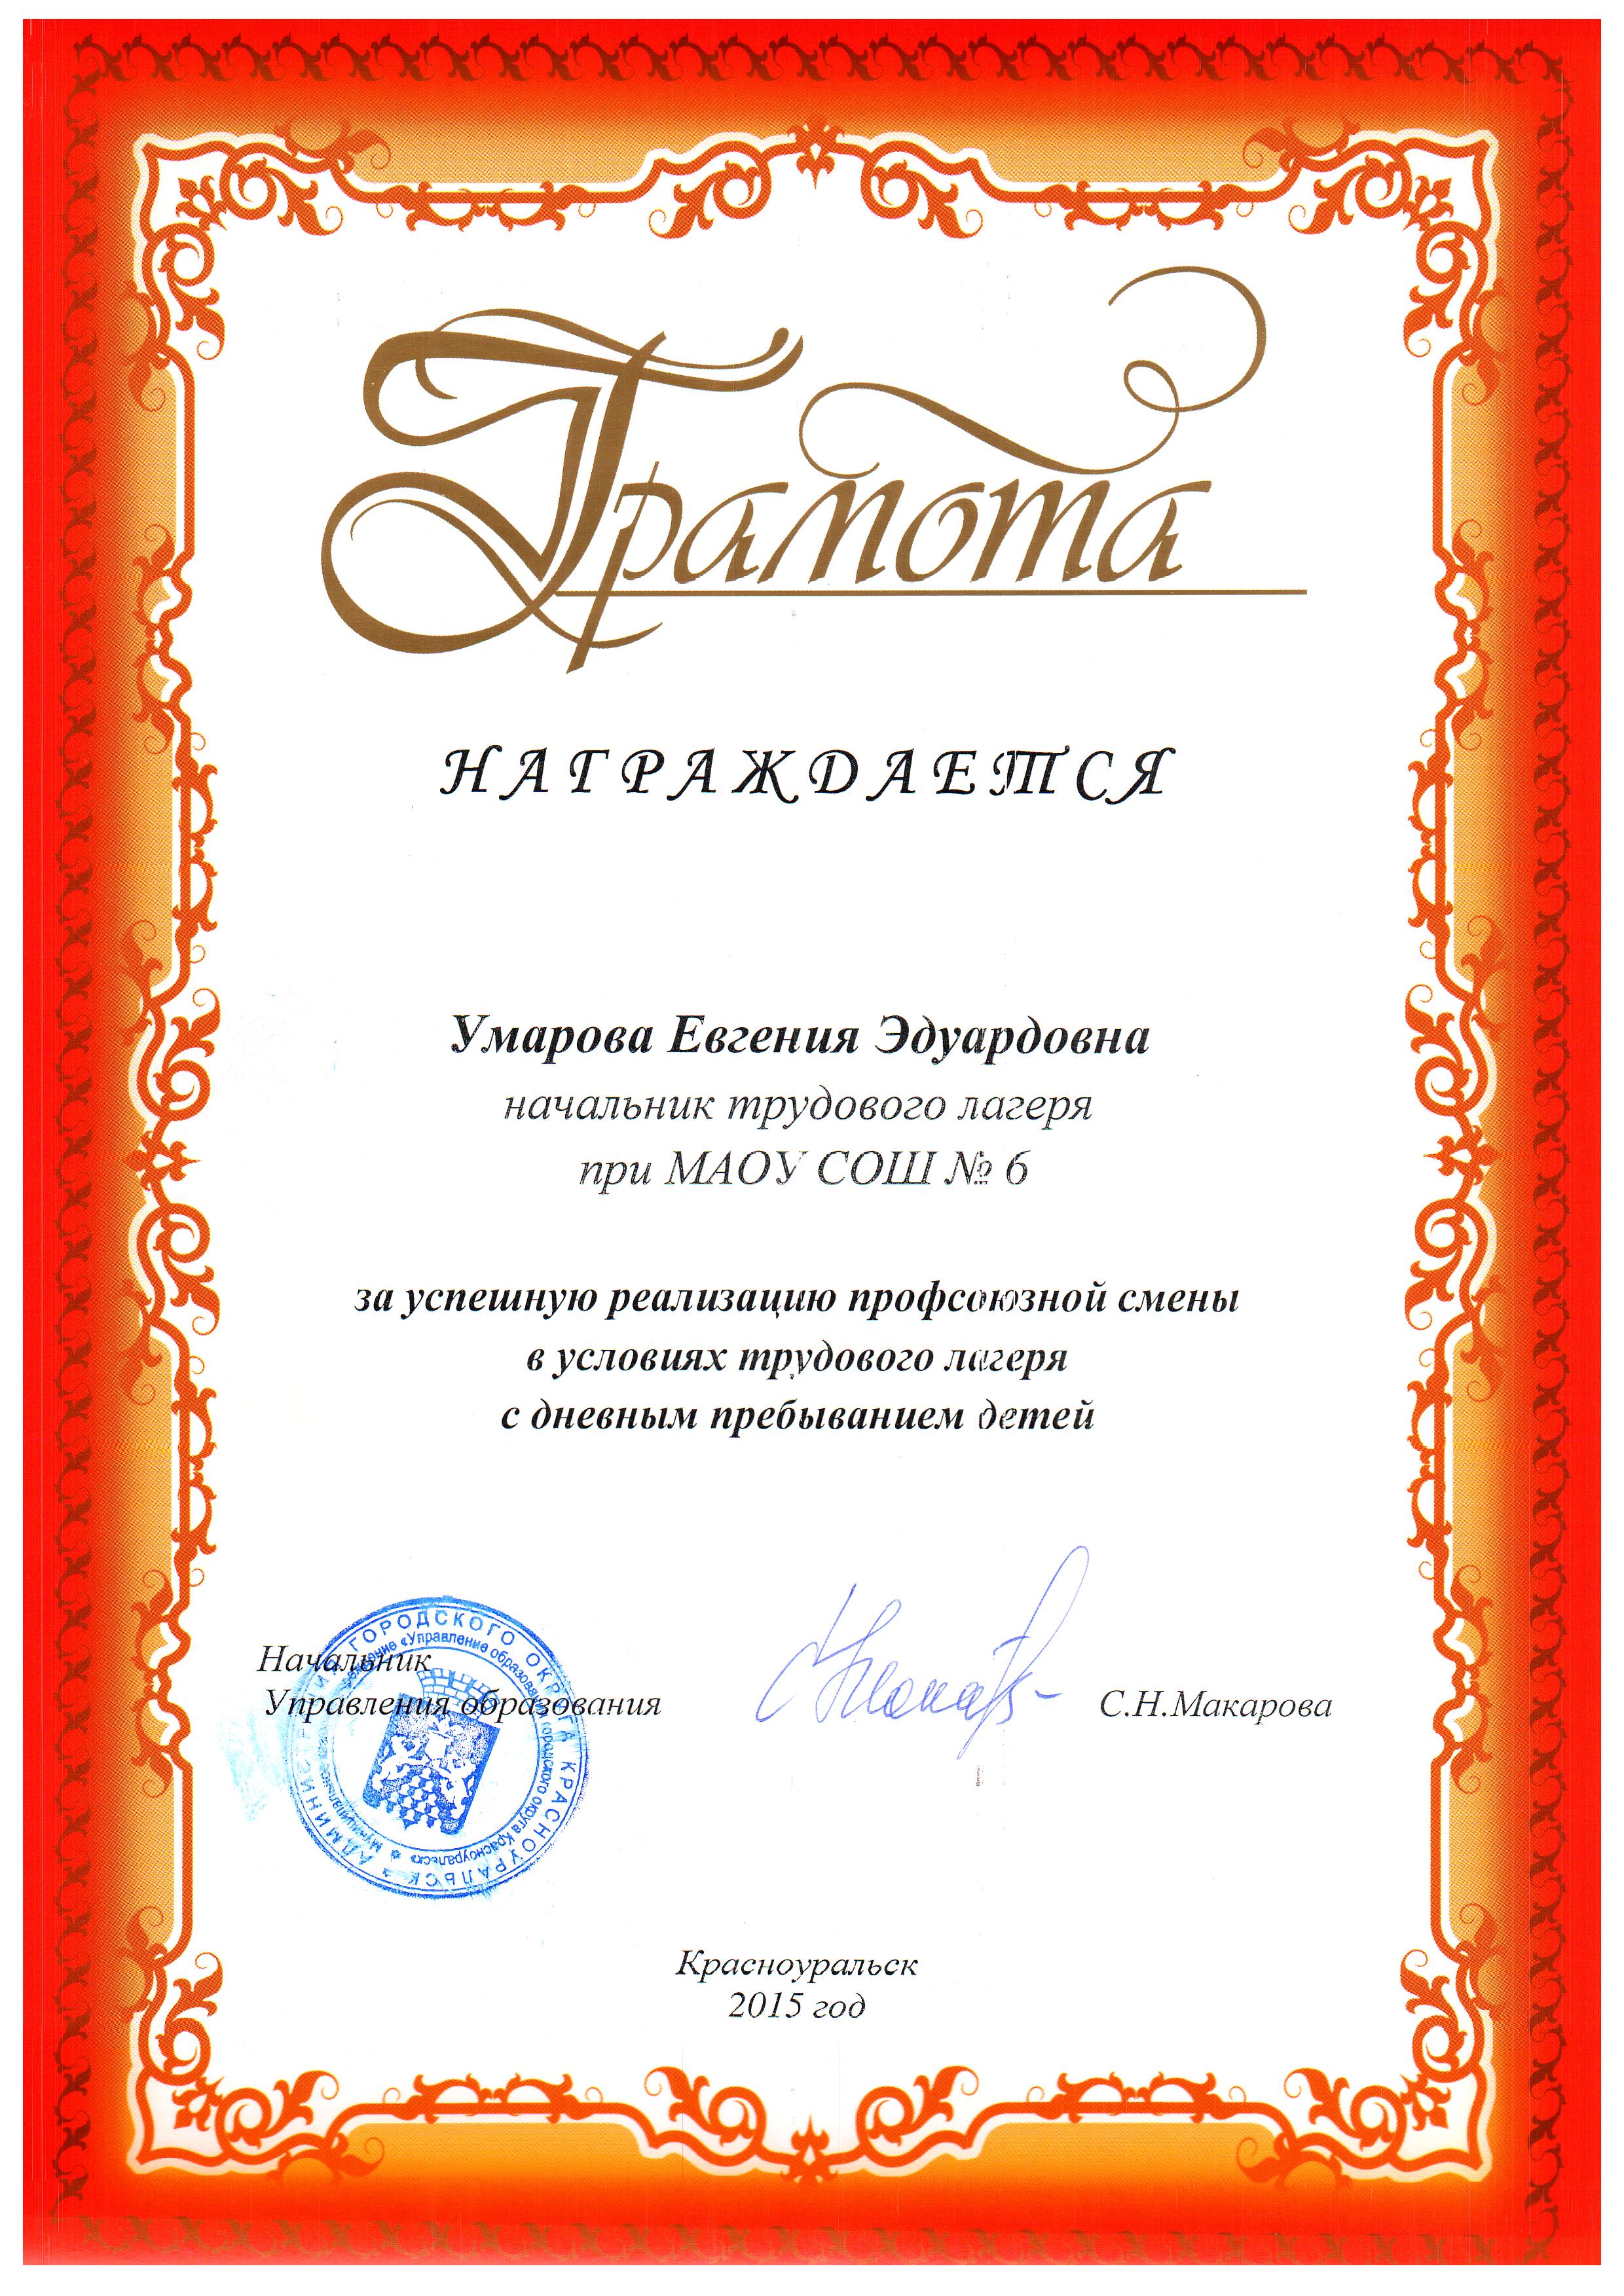 Грамота
НАГРАЖДАЕТСЯ
Умарова Евгения Эдуардовна
начальник трудового лагеря
при МАОУ СОШ № 6
за успешную реализацию профсоюзной смены
в условиях трудового лагеря
с дневным пребыванием детей
Начальник
Управления образования
С.Н.Макарова
АДМИНИСТРАЦИЯ ГОРОДСКОГО ОКРУГА КРАСНОУРАЛЬСК
Муниципальное учреждение «Управление образования городского округа Красноуральск»
Красноуральск
2015 год